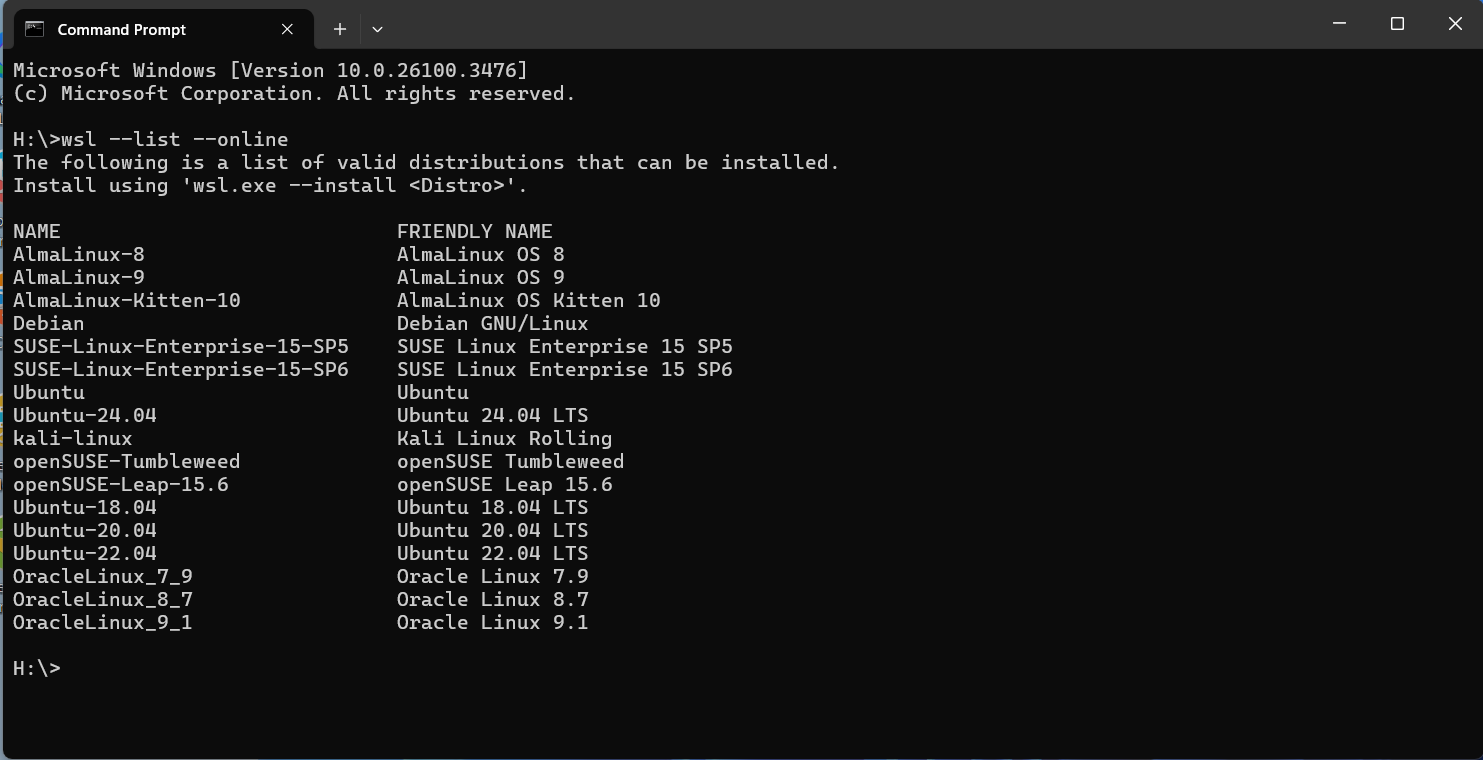 Command Prompt
Microsoft Windows [Version 10.0.26100.3476]
(c) Microsoft Corporation. All rights reserved.
H:\>wsl --list --online
The following is a list of valid distributions that can be installed.
Install using 'wsl.exe --install <Distro>'.
NAME                            FRIENDLY NAME
AlmaLinux-8                     AlmaLinux OS 8
AlmaLinux-9                     AlmaLinux OS 9
AlmaLinux-Kitten-10             AlmaLinux OS Kitten 10
Debian                          Debian GNU/Linux
SUSE-Linux-Enterprise-15-SP5    SUSE Linux Enterprise 15 SP5
SUSE-Linux-Enterprise-15-SP6    SUSE Linux Enterprise 15 SP6
Ubuntu                          Ubuntu
Ubuntu-24.04                    Ubuntu 24.04 LTS
kali-linux                      Kali Linux Rolling
openSUSE-Tumbleweed             openSUSE Tumbleweed
openSUSE-Leap-15.6              openSUSE Leap 15.6
Ubuntu-18.04                    Ubuntu 18.04 LTS
Ubuntu-20.04                    Ubuntu 20.04 LTS
Ubuntu-22.04                    Ubuntu 22.04 LTS
OracleLinux_7_9                 Oracle Linux 7.9
OracleLinux_8_7                 Oracle Linux 8.7
OracleLinux_9_1                 Oracle Linux 9.1
H:\>